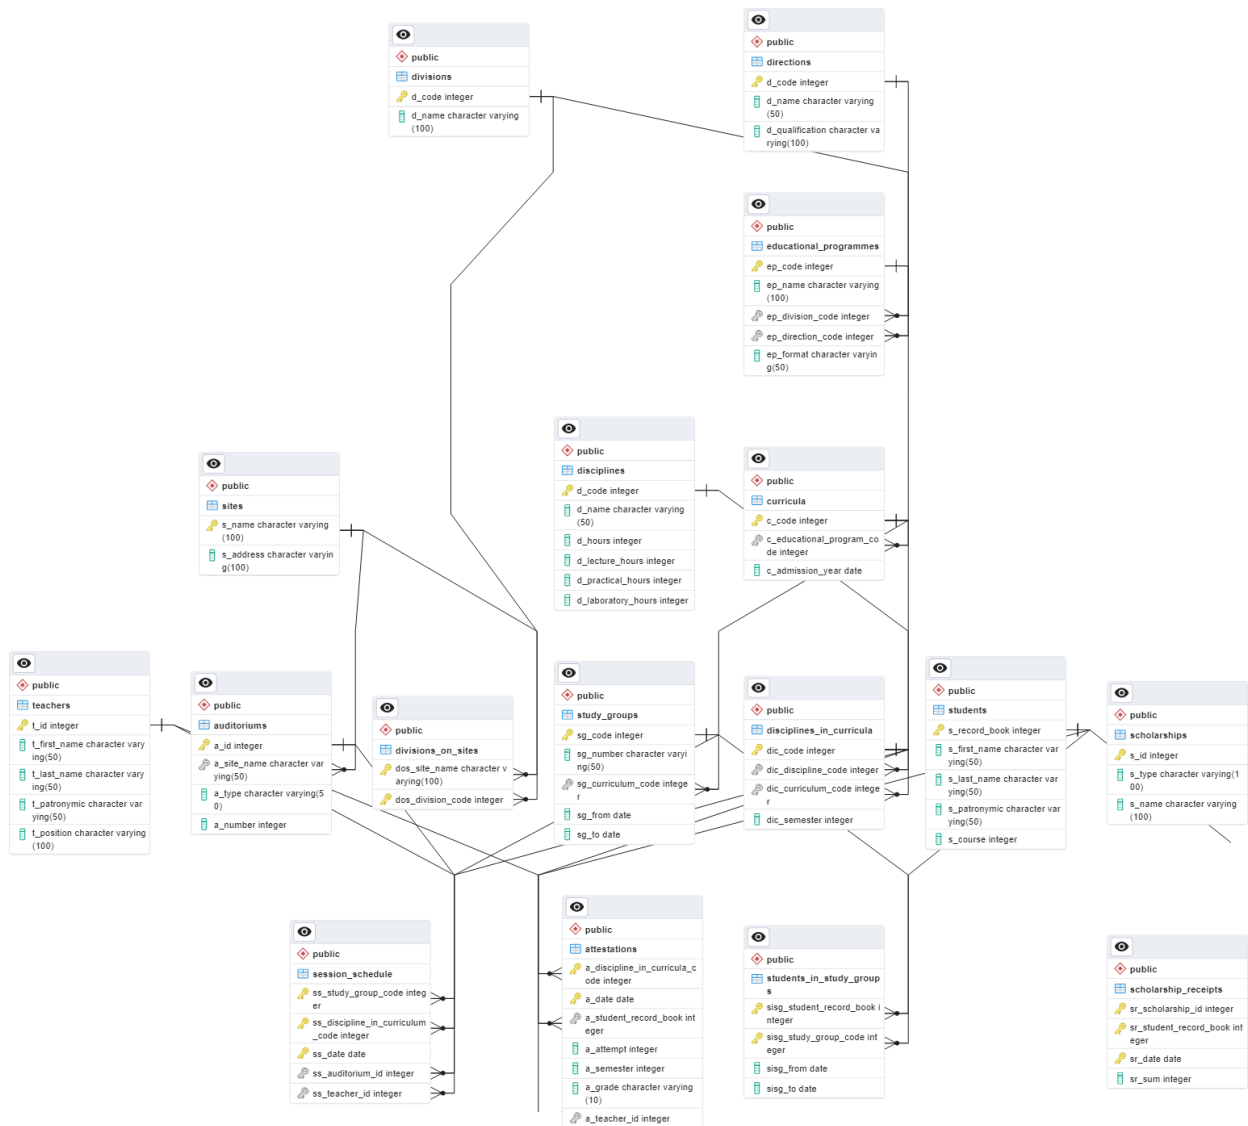 public
divisions
d_code integer
d_name character varying
(100)
public
directions
d_code integer
d_name character varying
(50)
d_qualification character va
rying(100)
public
educational_programmes
ep_code integer
ep_name character varying
(100)
ep_division_code integer
ep_direction_code integer
ep_format character varyin
g(50)
public
disciplines
d_code integer
d_name character varying
(50)
d_hours integer
d_lecture_hours integer
d_practical_hours integer
d_laboratory_hours integer
public
curricula
c_code integer
c_educational_program_co
de integer
c_admission_year date
public
sites
s_name character varying
(100)
s_address character varyin
g(100)
public
teachers
t_id integer
t_first_name character vary
ing(50)
t_last_name character var
ying(50)
t_patronymic character var
ying(50)
t_position character varying
(100)
public
auditoriums
a_id integer
a_site_name character var
ying(50)
a_type character varying(5
0)
a_number integer
public
divisions_on_sites
dos_site_name character v
arying(100)
dos_division_code integer
public
study_groups
sg_code integer
sg_number character varyi
ng(50)
sg_curriculum_code intege
r
sg_from date
sg_to date
public
disciplines_in_curricula
dic_code integer
dic_discipline_code integer
dic_curriculum_code intege
r
dic_semester integer
public
students
s_record_book integer
s_first_name character var
ying(50)
s_last_name character var
ying(50)
s_patronymic character var
ying(50)
s_course integer
public
scholarships
s_id integer
s_type character varying(1
00)
s_name character varying
(100)
public
session_schedule
ss_study_group_code integ
er
ss_discipline_in_curriculum
_code integer
ss_date date
ss_auditorium_id integer
ss_teacher_id integer
public
attestations
a_discipline_in_curricula_c
ode integer
a_date date
a_student_record_book int
eger
a_attempt integer
a_semester integer
a_grade character varying
(10)
a_teacher_id integer
public
students_in_study_group
s
sisg_student_record_book i
nteger
sisg_study_group_code int
eger
sisg_from date
sisg_to date
public
scholarship_receipts
sr_scholarship_id integer
sr_student_record_book int
eger
sr_date date
sr_sum integer